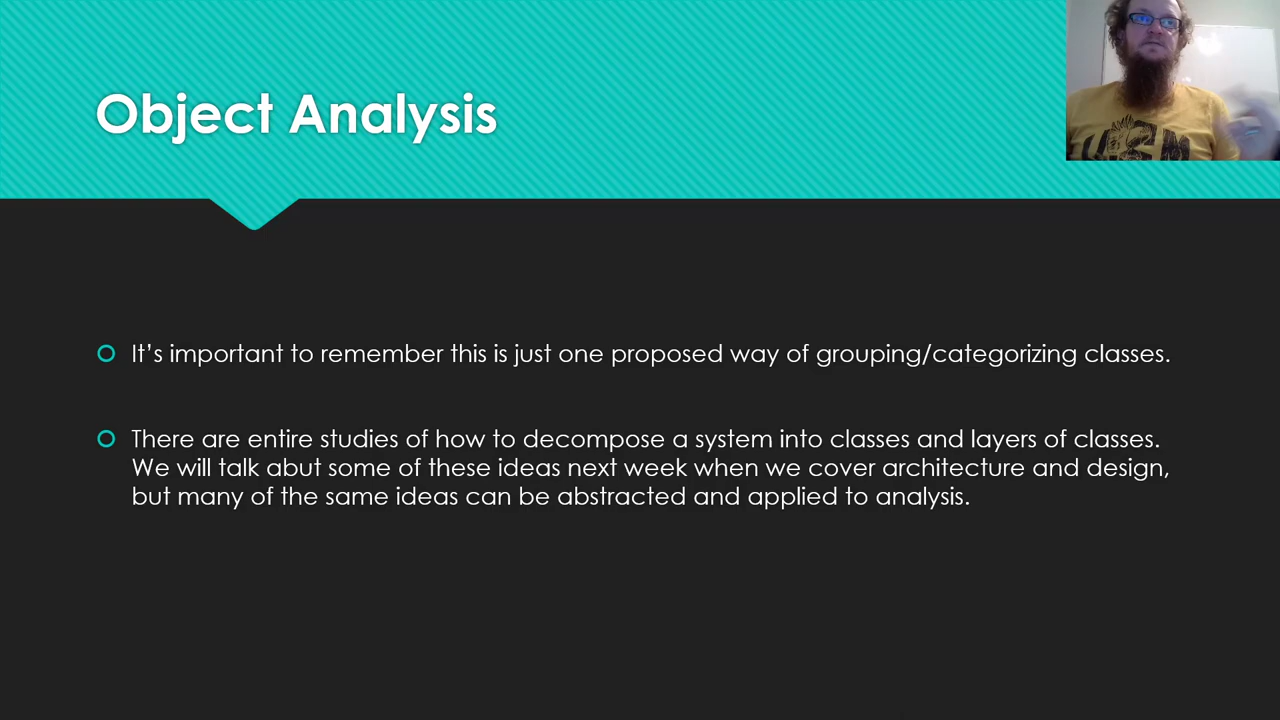 Object Analysis
It's important to remember this is just one proposed way of grouping/categorizing classes.
There are entire studies of how to decompose a system into classes and layers of classes.
We will talk abut some of these ideas next week when we cover architecture and design,
but many of the same ideas can be abstracted and applied to analysis.